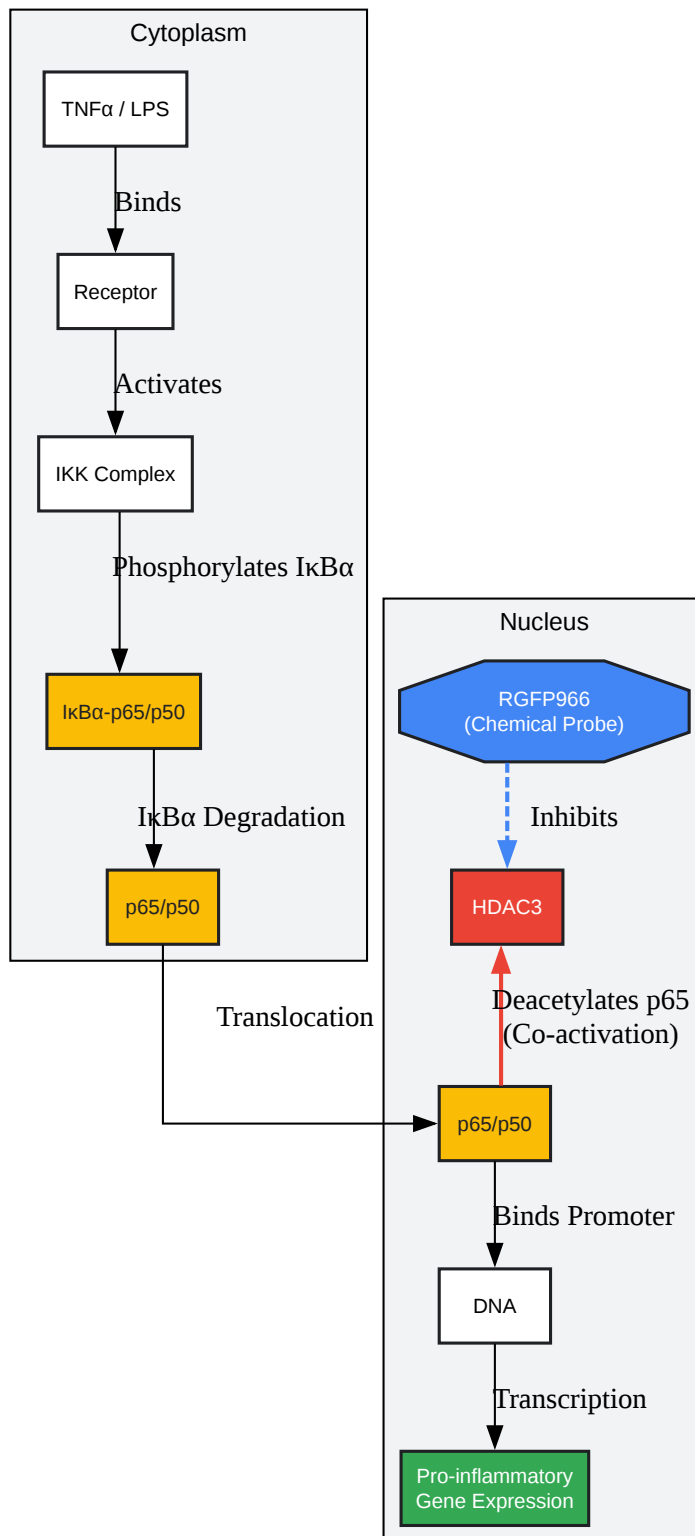 Cytoplasm
TNFα / LPS
Binds
Receptor
Activates
IKK Complex
Phosphorylates IκBα
IκBα-p65/p50
IκBα Degradation
p65/p50
Translocation
Nucleus
RGFP966
(Chemical Probe)
Inhibits
HDAC3
Deacetylates p65
(Co-activation)
p65/p50
Binds Promoter
DNA
Transcription
Pro-inflammatory
Gene Expression